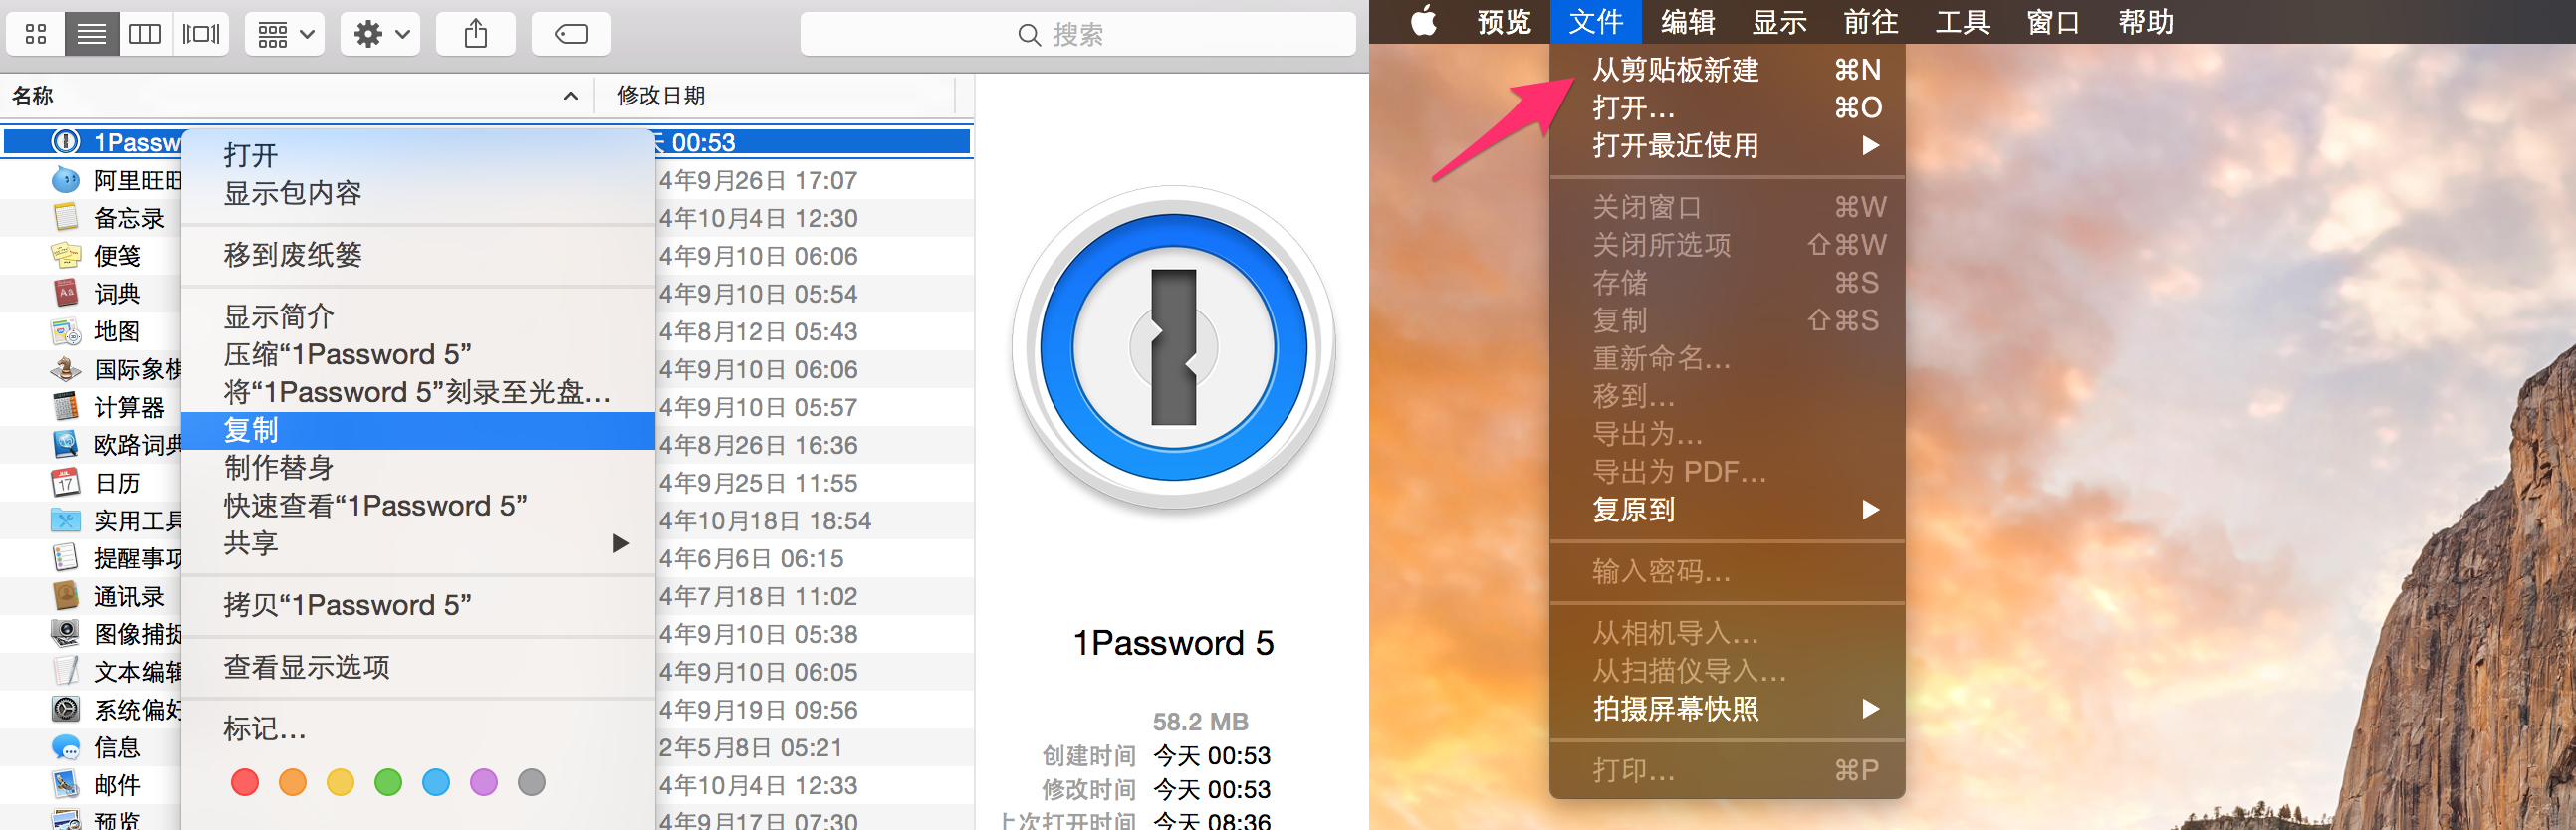 搜索
名称
修改日期
1Passw
天 00:53
阿里旺旺
4年9月26日 17:07
备忘录
4年10月4日 12:30
便笺
4年9月10日 06:06
词典
4年9月10日 05:54
地图
4年8月12日 05:43
国际象棋
4年9月10日 06:06
计算器
4年9月10日 05:57
欧路词典
4年8月26日 16:36
日历
4年9月25日 11:55
实用工具
4年10月18日 18:54
提醒事项
4年6月6日 06:15
通讯录
4年7月18日 11:02
图像捕捉
4年9月10日 05:38
文本编辑
4年9月10日 06:05
系统偏好
4年9月19日 09:56
信息
2年5月8日 05:21
邮件
4年10月4日 12:33
预览
4年9月17日 07:30
打开
显示包内容
移到废纸篓
显示简介
压缩“1Password 5”
将“1Password 5”刻录至光盘...
复制
制作替身
快速查看“1Password 5”
共享
拷贝“1Password 5”
查看显示选项
标记...
1Password 5
58.2 MB
创建时间 今天 00:53
修改时间 今天 00:53
上次打开时间 今天 08:36
预览 文件 编辑 显示 前往 工具 窗口 帮助
从剪贴板新建 ⌘N
打开... ⌘O
打开最近使用
关闭窗口 ⌘W
关闭所选项 ⇧⌘W
存储 ⌘S
复制 ⇧⌘S
重新命名...
移到...
导出为...
导出为 PDF...
复原到
输入密码...
从相机导入...
从扫描仪导入...
拍摄屏幕快照
打印... ⌘P